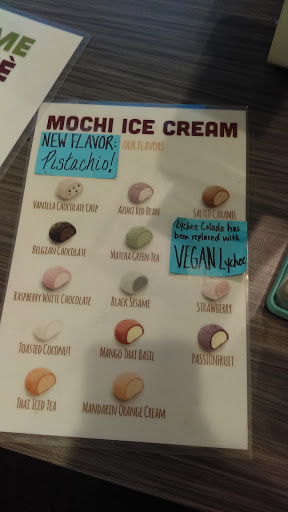 ME
È
MOCHI ICE CREAM
OUR FLAVORS
NEW FLAVOR:
Pistachio!
VANILLA CHOCOLATE CHIP
AZUKI RED BEAN
SALTED CARAMEL
Lychee Colada has
been replaced with
VEGAN Lychee
BELGIAN CHOCOLATE
MATCHA GREEN TEA
RASPBERRY WHITE CHOCOLATE
BLACK SESAME
STRAWBERRY
TOASTED COCONUT
MANGO THAI BASIL
PASSIONFRUIT
THAI ICED TEA
MANDARIN ORANGE CREAM